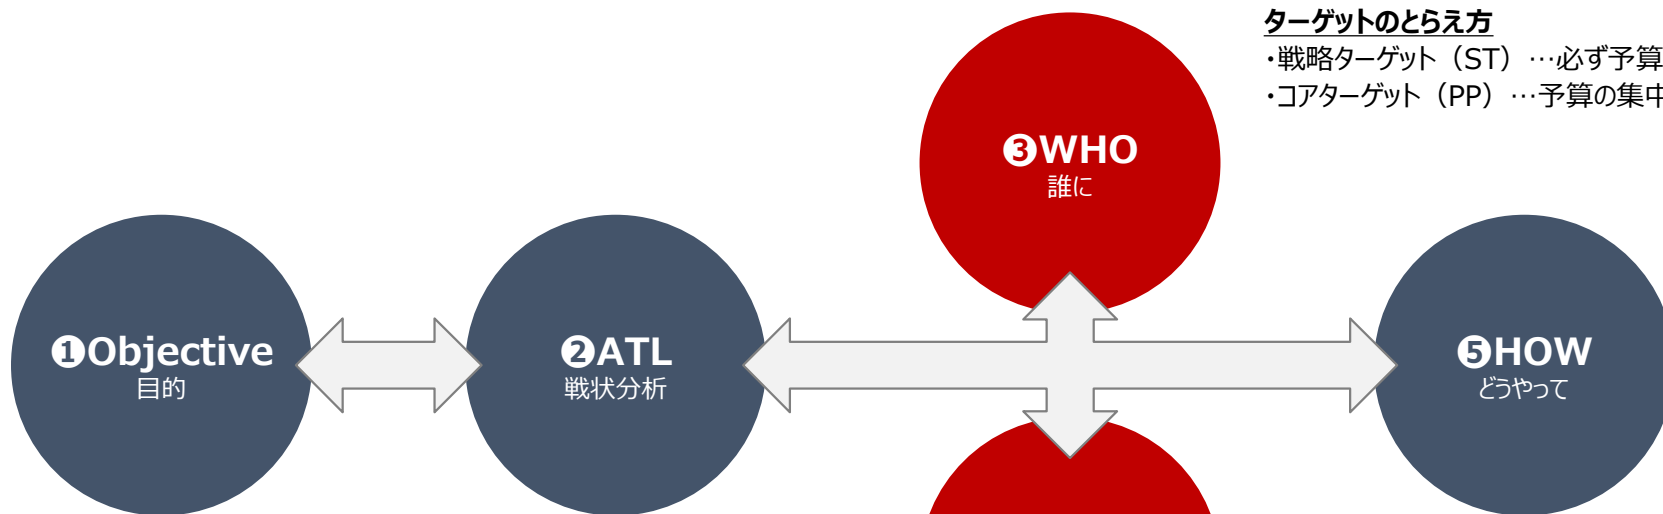 ターゲットのとらえ方
・戦略ターゲット（ST）…必ず予算
・コアターゲット（PP）…予算の集中
❸WHO
誰に
❶Objective
目的
❷ATL
戦状分析
❺HOW
どうやって